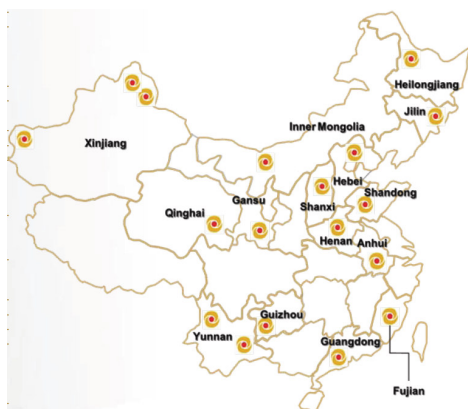 Heilongjiang
Jilin
Inner Mongolia
Xinjiang
Hebei
Shandong
Gansu
Shanxi
Qinghai
Henan
Anhui
Guizhou
Yunnan
Guangdong
Fujian